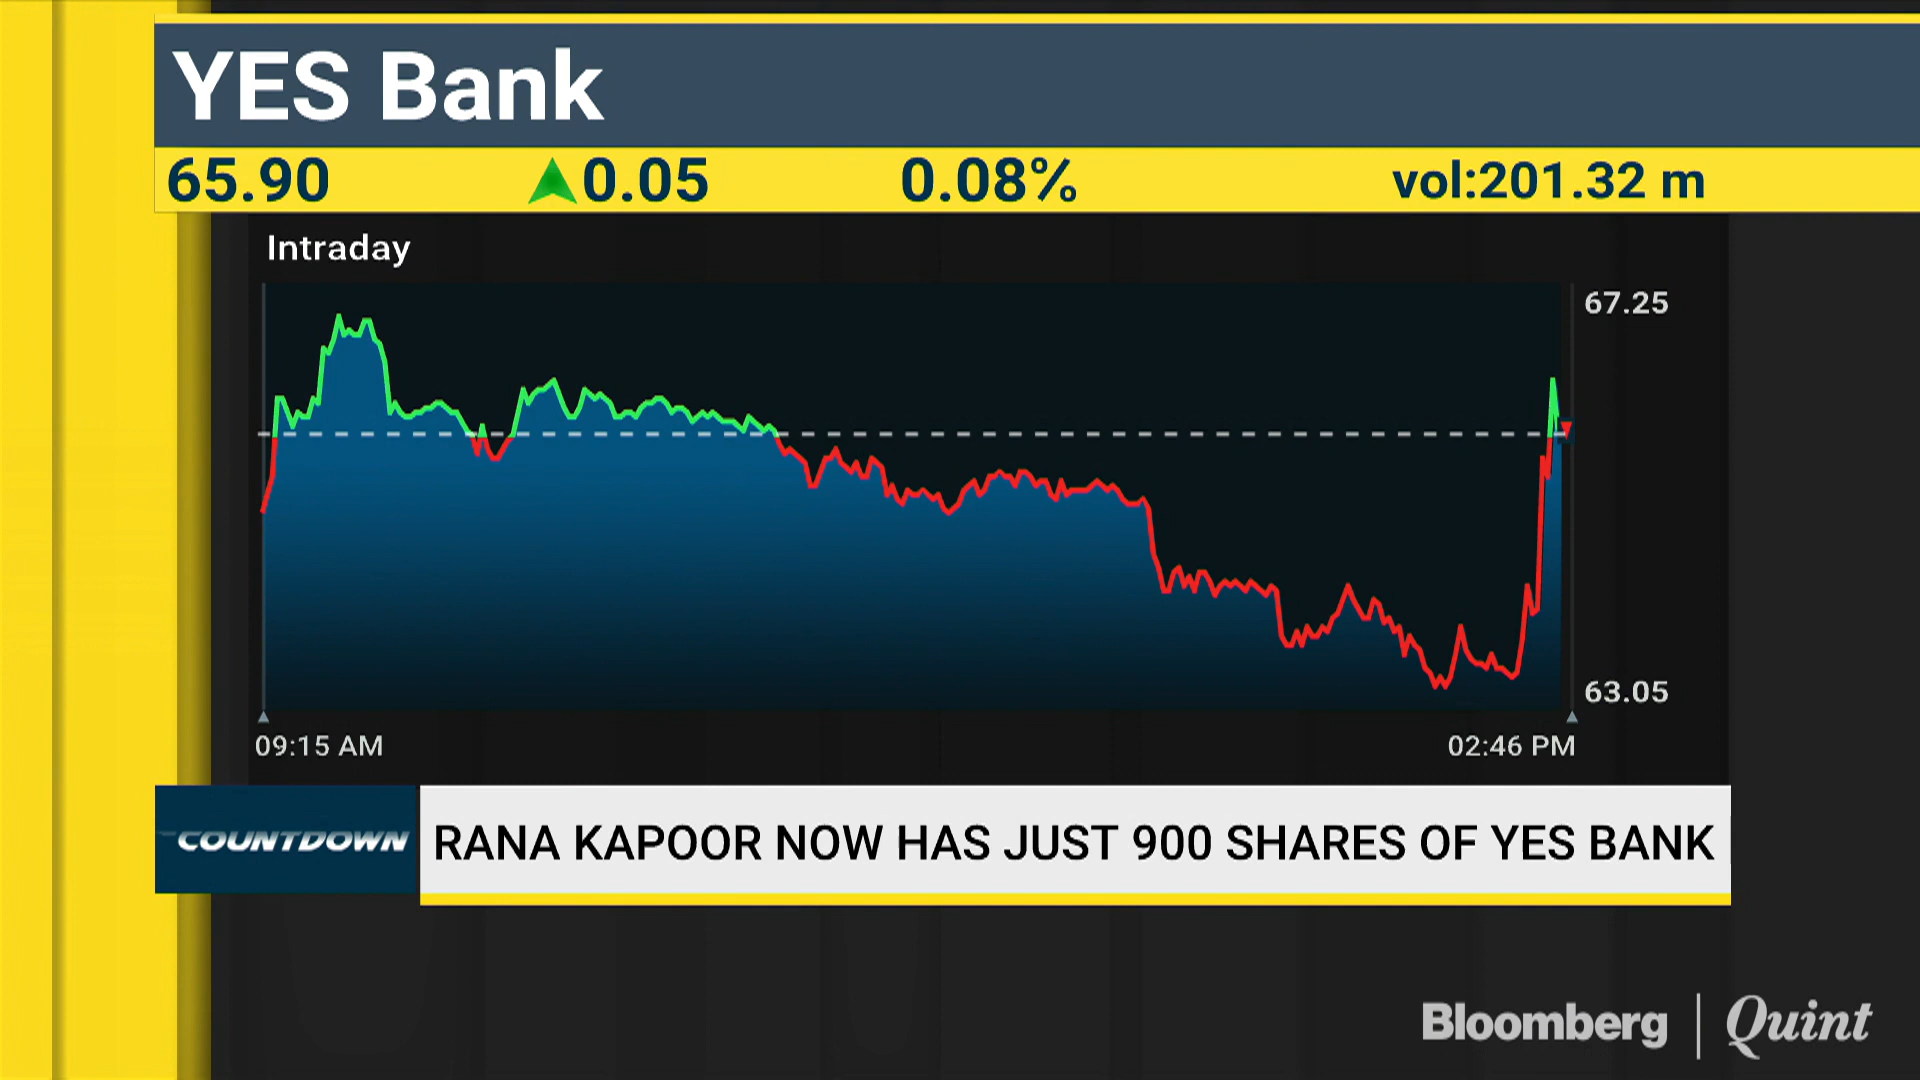 YES Bank
65.90 0.05 0.08% vol:201.32 m
Intraday
67.25
63.05
09:15 AM 02:46 PM
COUNTDOWN
RANA KAPOOR NOW HAS JUST 900 SHARES OF YES BANK
Bloomberg | Quint